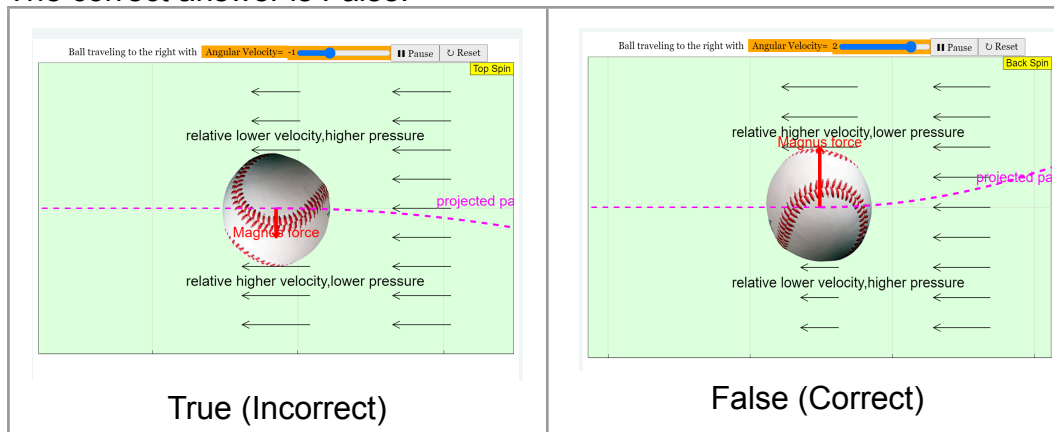 The correct answer is False.
Ball traveling to the right with Angular Velocity= -1 Pause Reset
Top Spin
relative lower velocity,higher pressure
projected pa
Magnus force
relative higher velocity,lower pressure
True (Incorrect)
Ball traveling to the right with Angular Velocity= 2 Pause Reset
Back Spin
relative higher velocity,lower pressure
Magnus force
projected pa
relative lower velocity,higher pressure
False (Correct)